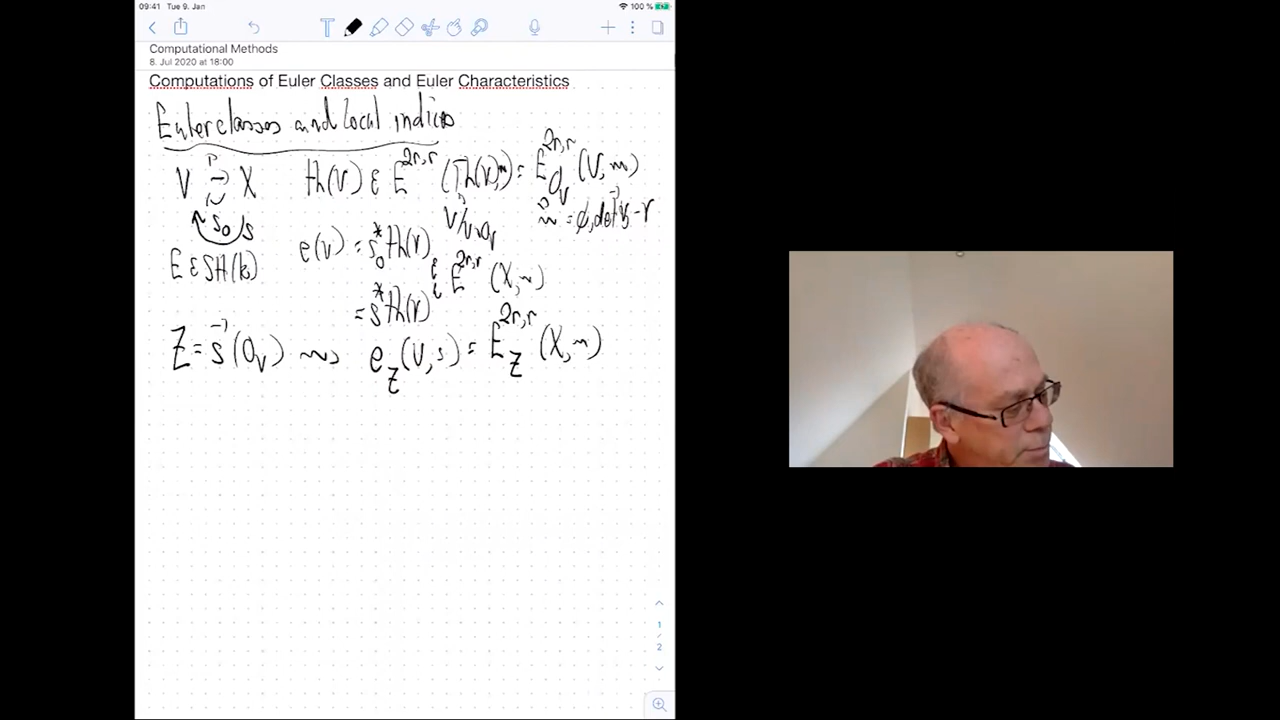 09:41 Tue 9. Jan 100 %
Computational Methods
8. Jul 2020 at 18:00
Computations of Euler Classes and Euler Characteristics
Euler classes and local indices
V →^p X th(V) ∈ E^{2r,r}(Th(V), m) = E^{2r,r}_{0_V}(V, m)
s_0/s V/V∖0_V
e(V) = s_0^* th(V)
E ∈ SH(k) ∈ E^{2r,r}(X, m)
= s^* th(V)
Z = s^{-1}(0_V) ⇝ e_Z(V, s) = E^{2r,r}_Z(X, m)
1
/
2